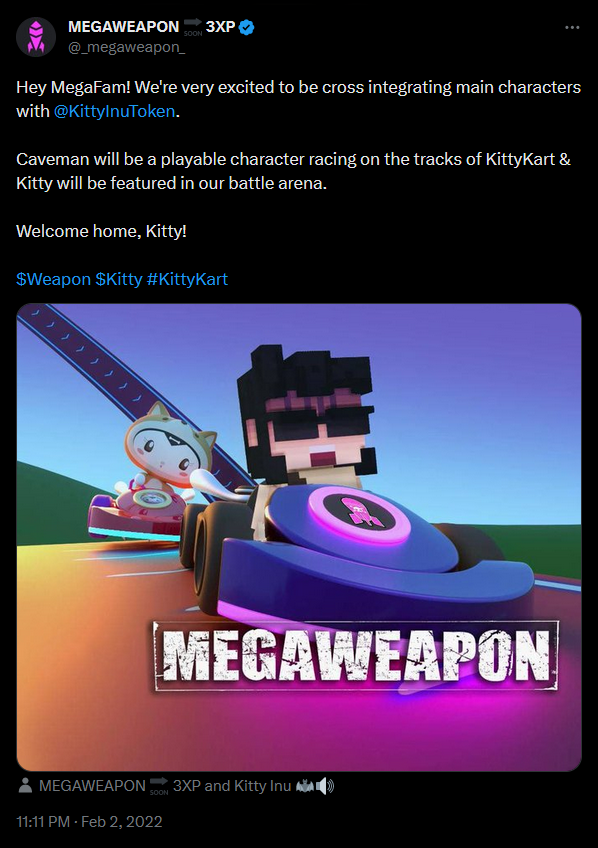 MEGAWEAPON 🔜 3XP
@_megaweapon_
Hey MegaFam! We're very excited to be cross integrating main characters
with @KittyInuToken.
Caveman will be a playable character racing on the tracks of KittyKart &
Kitty will be featured in our battle arena.
Welcome home, Kitty!
$Weapon $Kitty #KittyKart
MEGAWEAPON
MEGAWEAPON 🔜 3XP and Kitty Inu 🦇🔊
11:11 PM · Feb 2, 2022